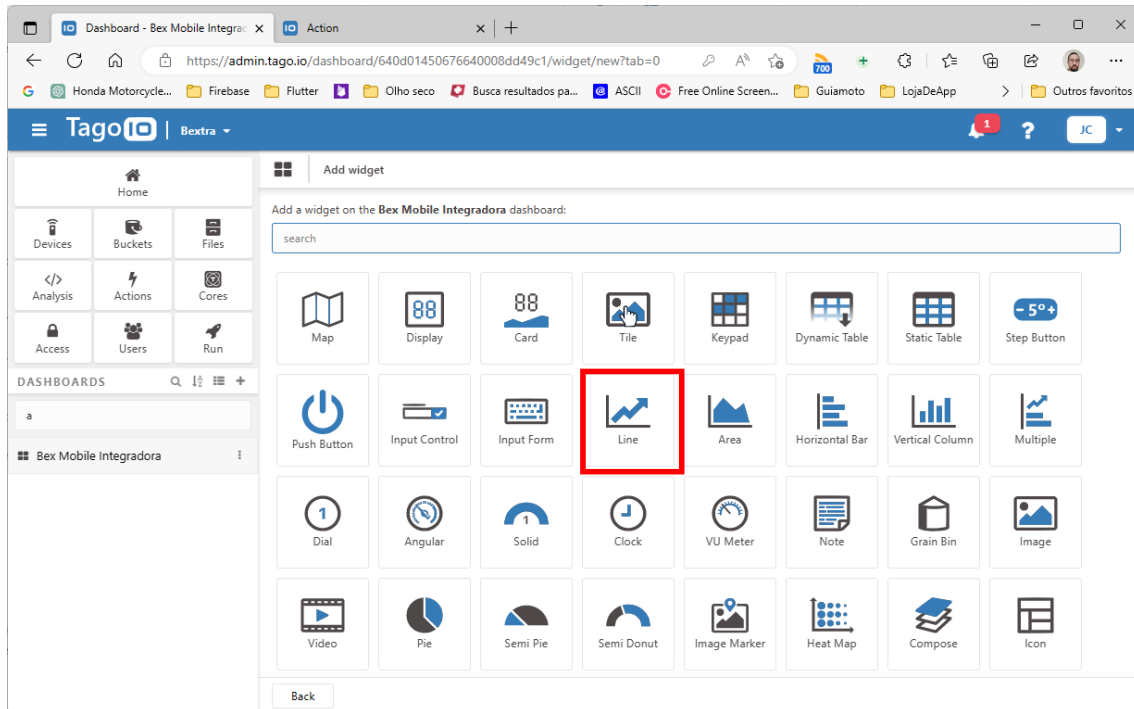 Dashboard - Bex Mobile Integrac
Action
https://admin.tago.io/dashboard/640d01450676640008dd49c1/widget/new?tab=0
700
Honda Motorcycle...
Firebase
Flutter
Olho seco
Busca resultados pa...
ASCII
Free Online Screen...
Guiamoto
LojaDeApp
Outros favoritos
TagoIO
Bextra
1
?
JC
Home
Devices
Buckets
Files
Analysis
Actions
Cores
Access
Users
Run
DASHBOARDS
a
Bex Mobile Integradora
Add widget
Add a widget on the Bex Mobile Integradora dashboard:
search
Map
Display
Card
Tile
Keypad
Dynamic Table
Static Table
Step Button
Push Button
Input Control
Input Form
Line
Area
Horizontal Bar
Vertical Column
Multiple
Dial
Angular
Solid
Clock
VU Meter
Note
Grain Bin
Image
Video
Pie
Semi Pie
Semi Donut
Image Marker
Heat Map
Compose
Icon
Back